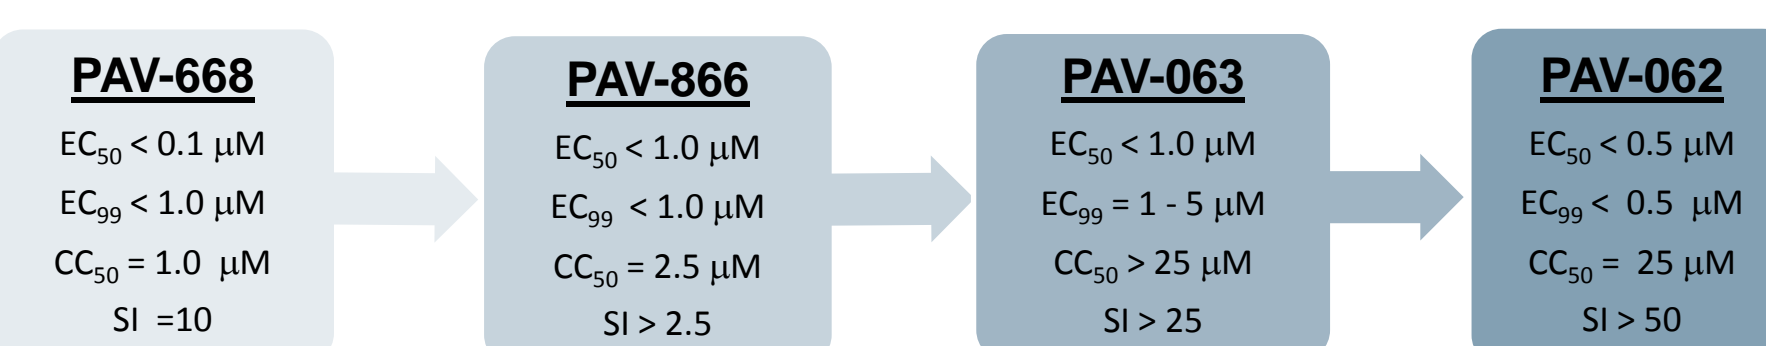 PAV-668
EC₅₀ < 0.1 μM
EC₉₉ < 1.0 μM
CC₅₀ = 1.0 μM
SI =10
PAV-866
EC₅₀ < 1.0 μM
EC₉₉ < 1.0 μM
CC₅₀ = 2.5 μM
SI > 2.5
PAV-063
EC₅₀ < 1.0 μM
EC₉₉ = 1 - 5 μM
CC₅₀ > 25 μM
SI > 25
PAV-062
EC₅₀ < 0.5 μM
EC₉₉ < 0.5 μM
CC₅₀ = 25 μM
SI > 50